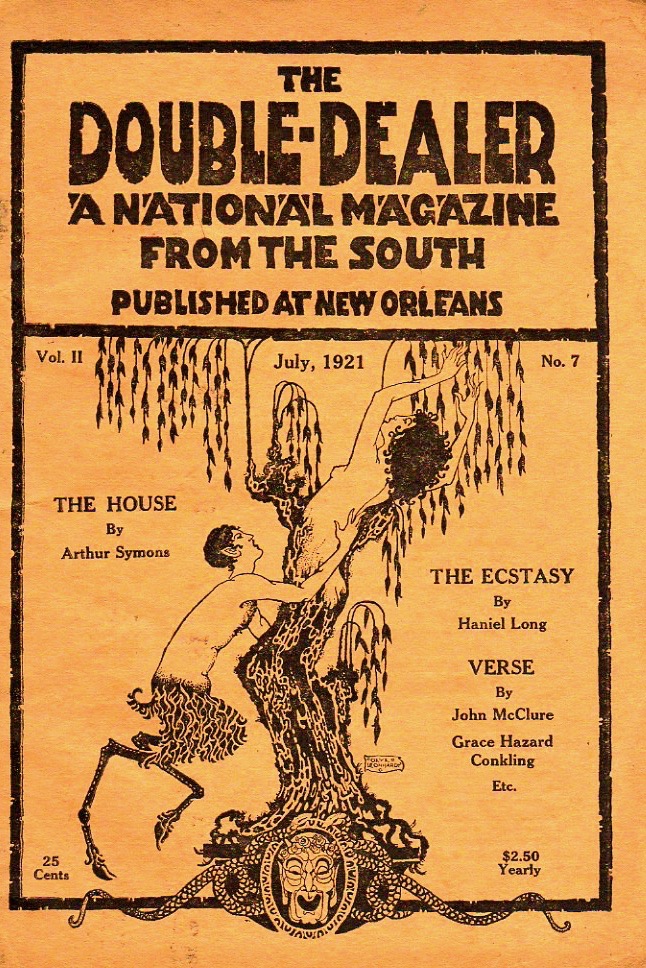 THE
DOUBLE-DEALER
A NATIONAL MAGAZINE
FROM THE SOUTH
PUBLISHED AT NEW ORLEANS
Vol. II
July, 1921
No. 7
THE HOUSE
By
Arthur Symons
THE ECSTASY
By
Haniel Long
VERSE
By
John McClure
Grace Hazard
Conkling
Etc.
LEONHARDT
25
Cents
$2.50
Yearly